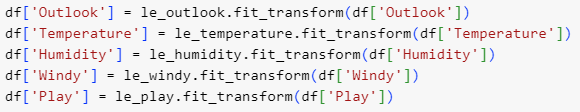 df['Outlook'] = le_outlook.fit_transform(df['Outlook'])
df['Temperature'] = le_temperature.fit_transform(df['Temperature'])
df['Humidity'] = le_humidity.fit_transform(df['Humidity'])
df['Windy'] = le_windy.fit_transform(df['Windy'])
df['Play'] = le_play.fit_transform(df['Play'])